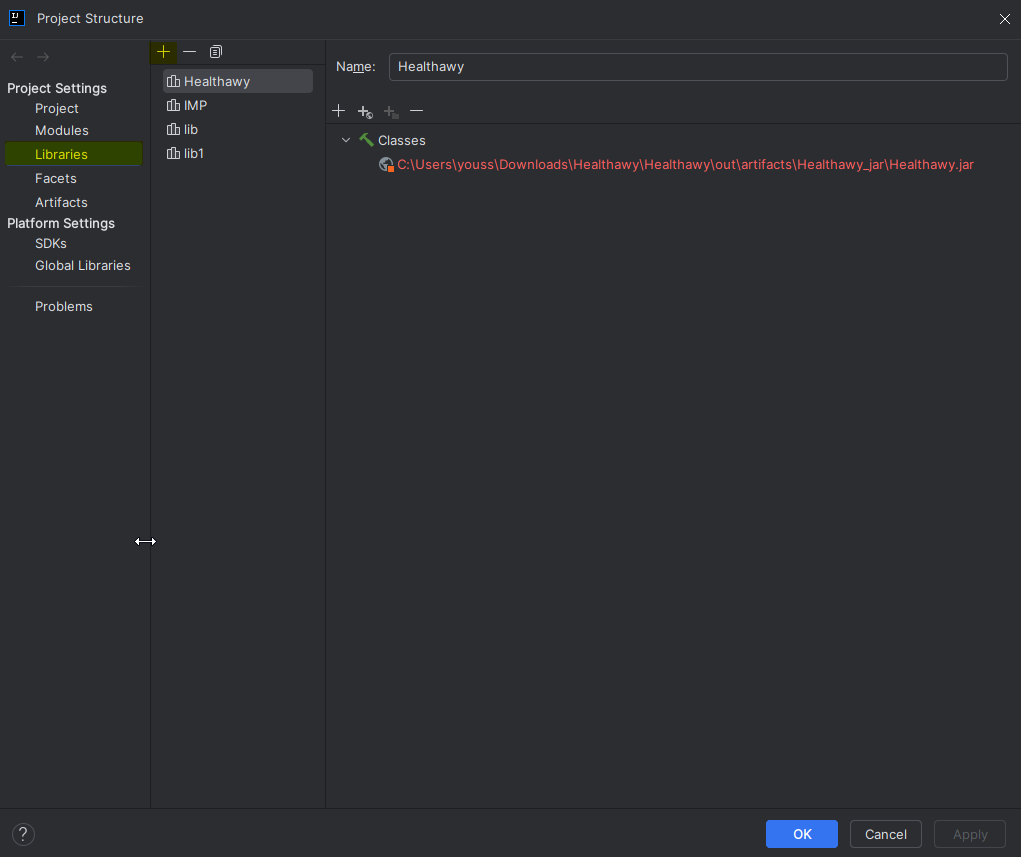 Project Structure
Project Settings
Project
Modules
Libraries
Facets
Artifacts
Platform Settings
SDKs
Global Libraries
Problems
Healthawy
IMP
lib
lib1
Name: Healthawy
Classes
C:\Users\youss\Downloads\Healthawy\Healthawy\out\artifacts\Healthawy_jar\Healthawy.jar
? OK Cancel Apply